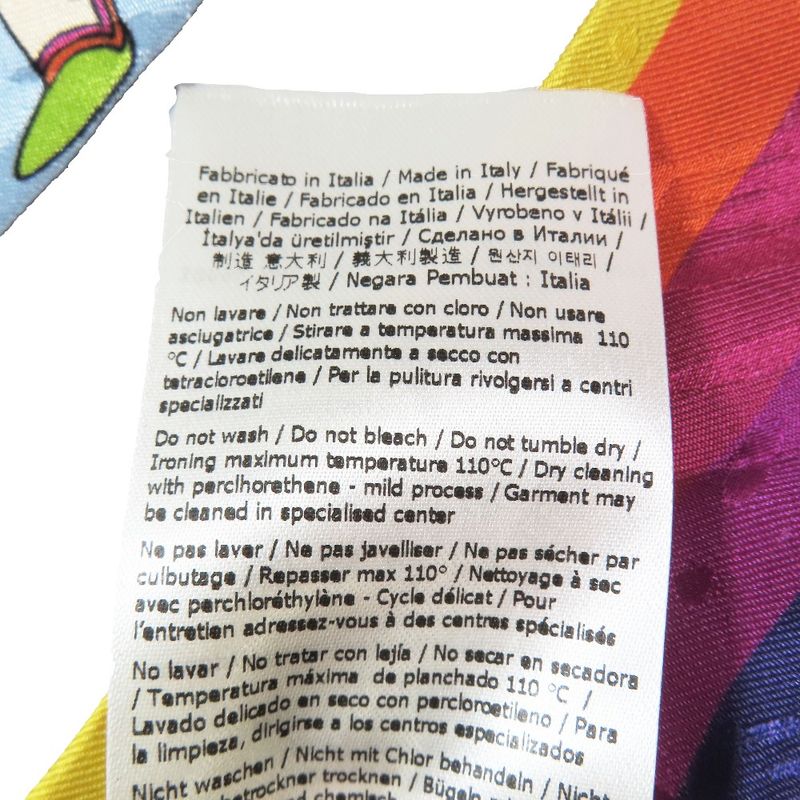 Fabbricato in Italia / Made in Italy / Fabriqué
en Italie / Fabricado en Italia / Hergestellt in
Italien / Fabricado na Itália / Vyrobeno v Itálii /
İtalya'da üretilmiştir / Сделано в Италии /
制造 意大利 / 義大利製造 / 원산지 이태리 /
イタリア製 / Negara Pembuat : Italia
Non lavare / Non trattare con cloro / Non usare
asciugatrice / Stirare a temperatura massima 110
°C / Lavare delicatamente a secco con
tetracloroetilene / Per la pulitura rivolgersi a centri
specializzati
Do not wash / Do not bleach / Do not tumble dry /
Ironing maximum temperature 110°C / Dry cleaning
with perclhorethene - mild process / Garment may
be cleaned in specialised center
Ne pas laver / Ne pas javelliser / Ne pas sécher par
culbutage / Repasser max 110° / Nettoyage à sec
avec perchloréthylène - Cycle délicat / Pour
l'entretien adressez-vous à des centres spécialisés
No lavar / No tratar con lejía / No secar en secadora
/ Temperatura máxima de planchado 110 °C /
Lavado delicado en seco con percloroetileno / Para
la limpieza, dirigirse a los centros especializados
Nicht waschen / Nicht mit Chlor behandeln / Nicht
trocknen / Bügeln